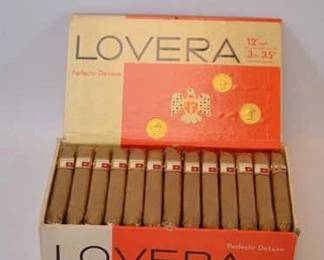 LOVERA
12¢
3 for 35¢
Perfecto Deluxe
LOVERA
Perfecto Deluxe